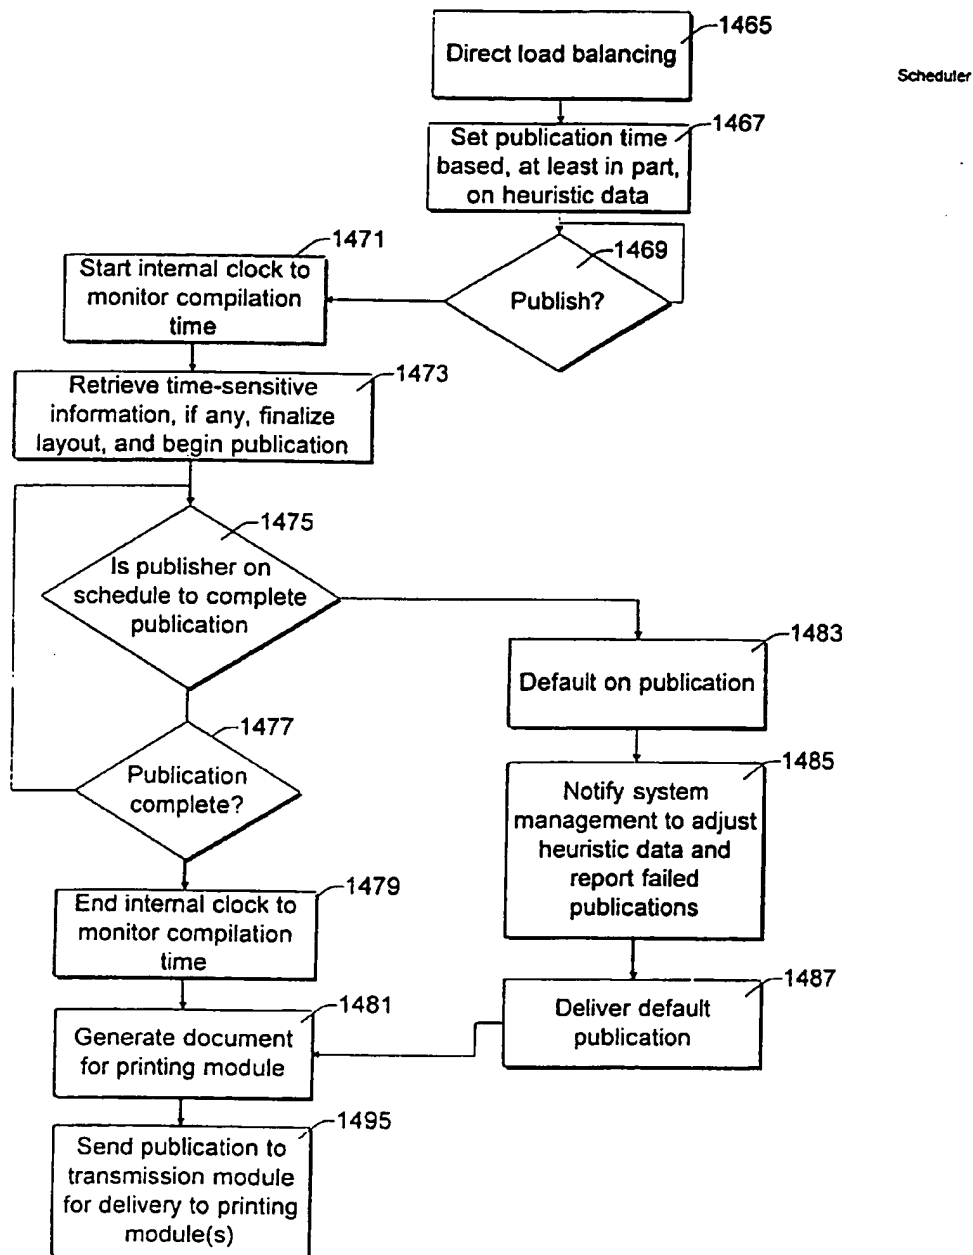 1465
Direct load balancing
Scheduler
1467
Set publication time
based, at least in part,
on heuristic data
1469
Publish?
1471
Start internal clock to
monitor compilation
time
1473
Retrieve time-sensitive
information, if any, finalize
layout, and begin publication
1475
Is publisher on
schedule to complete
publication
1477
Publication
complete?
1479
End internal clock to
monitor compilation
time
1481
Generate document
for printing module
1495
Send publication to
transmission module
for delivery to printing
module(s)
1483
Default on publication
1485
Notify system
management to adjust
heuristic data and
report failed
publications
1487
Deliver default
publication